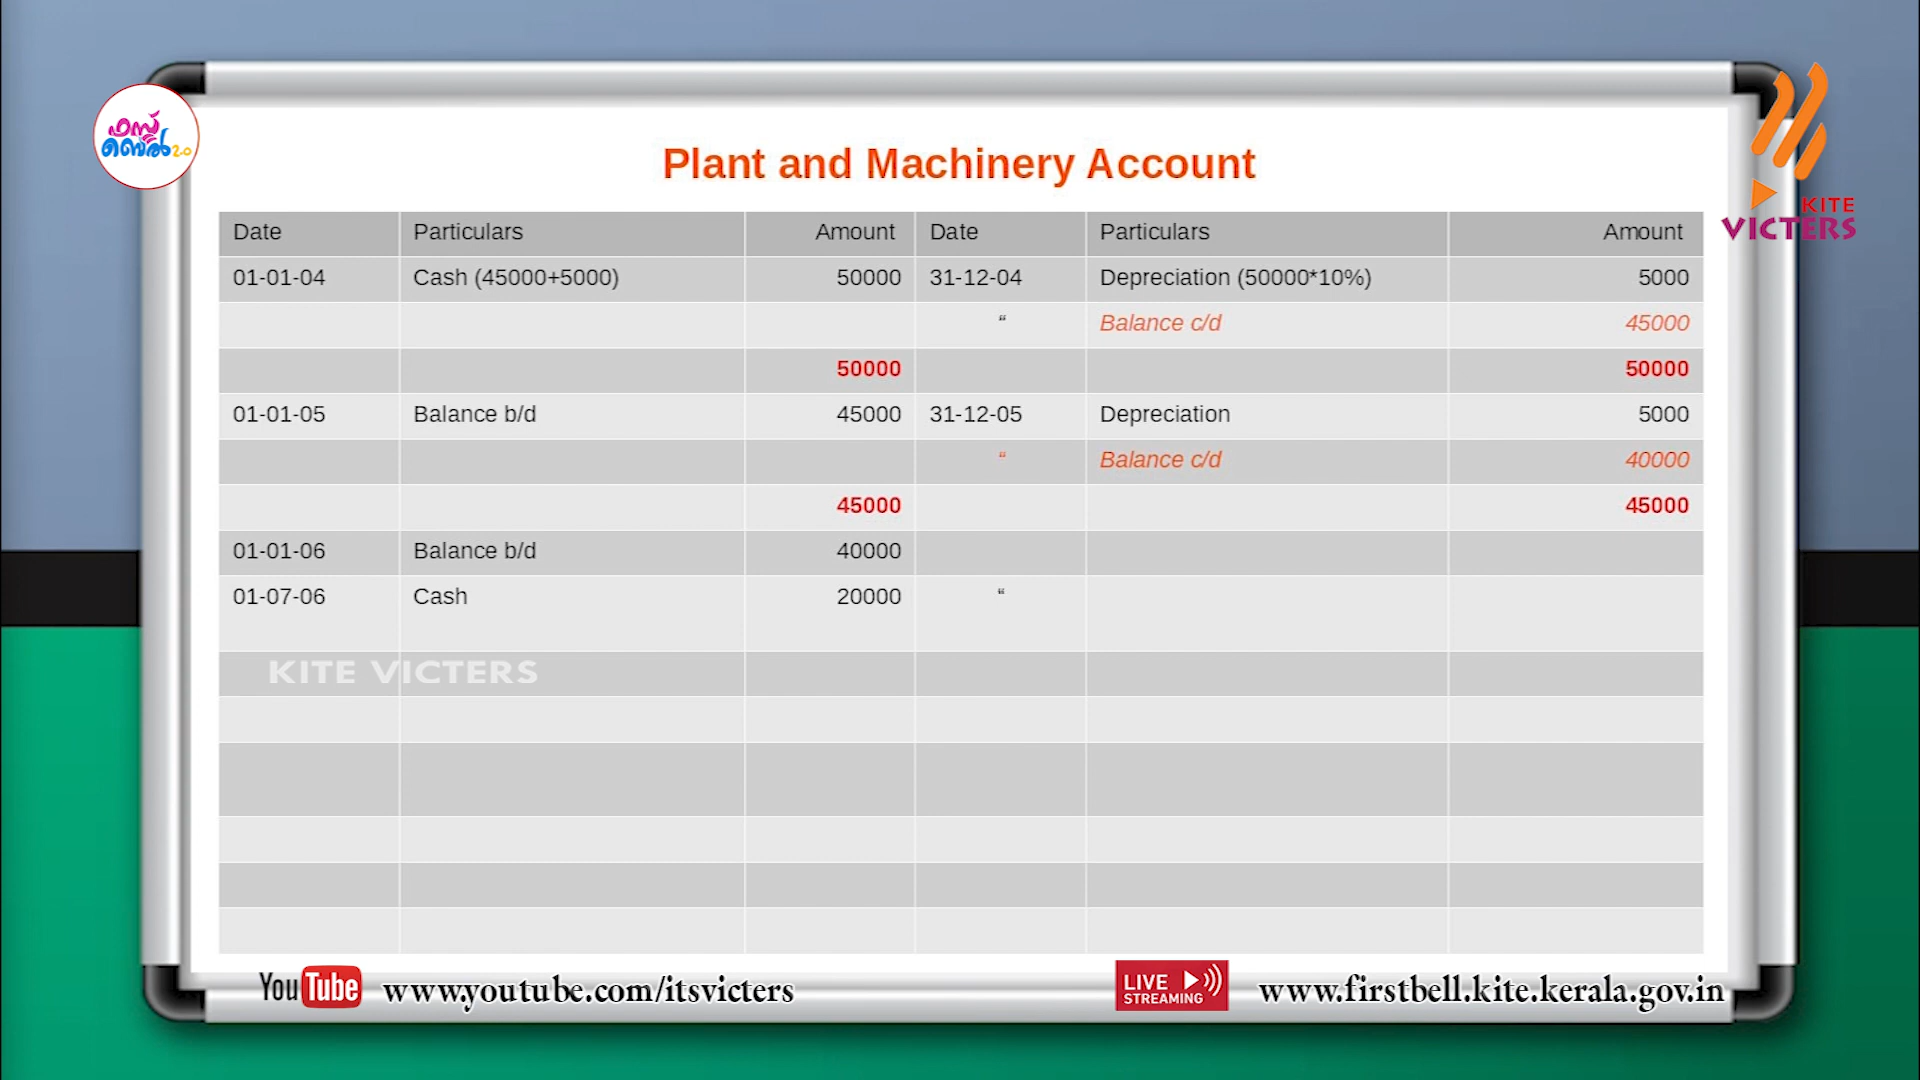 ഫസ്റ്റ്
ബെൽ 2.0
KITE
VICTERS
Plant and Machinery Account
Date Particulars Amount Date Particulars Amount
01-01-04 Cash (45000+5000) 50000 31-12-04 Depreciation (50000*10%) 5000
“ Balance c/d 45000
50000 50000
01-01-05 Balance b/d 45000 31-12-05 Depreciation 5000
“ Balance c/d 40000
45000 45000
01-01-06 Balance b/d 40000
01-07-06 Cash 20000 “
KITE VICTERS
YouTube www.youtube.com/itsvicters
LIVE
STREAMING
www.firstbell.kite.kerala.gov.in